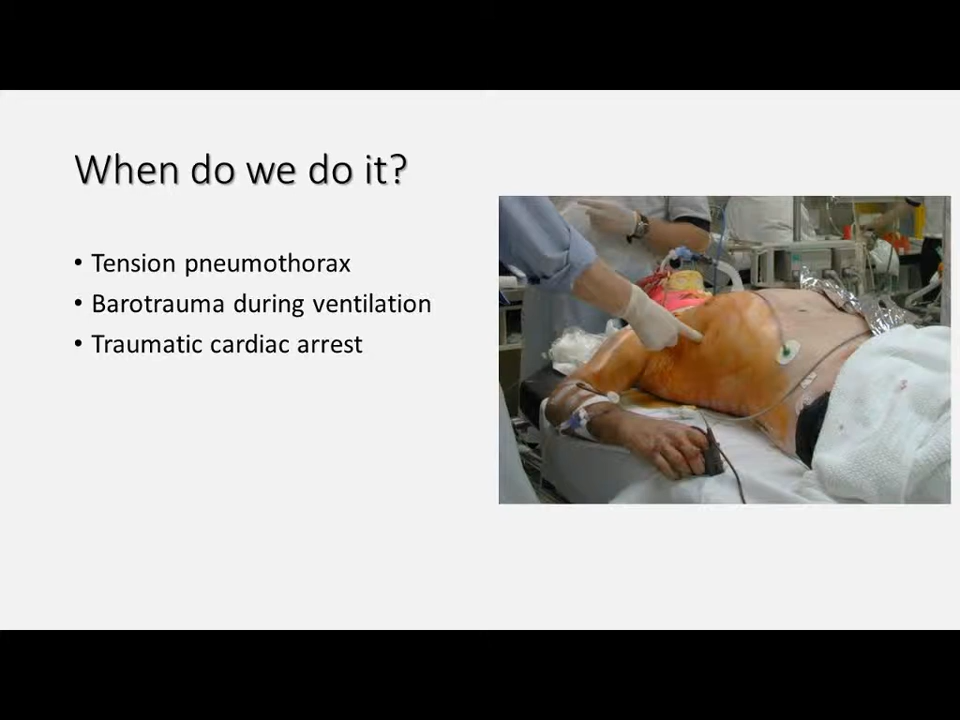 When do we do it?
• Tension pneumothorax
• Barotrauma during ventilation
• Traumatic cardiac arrest